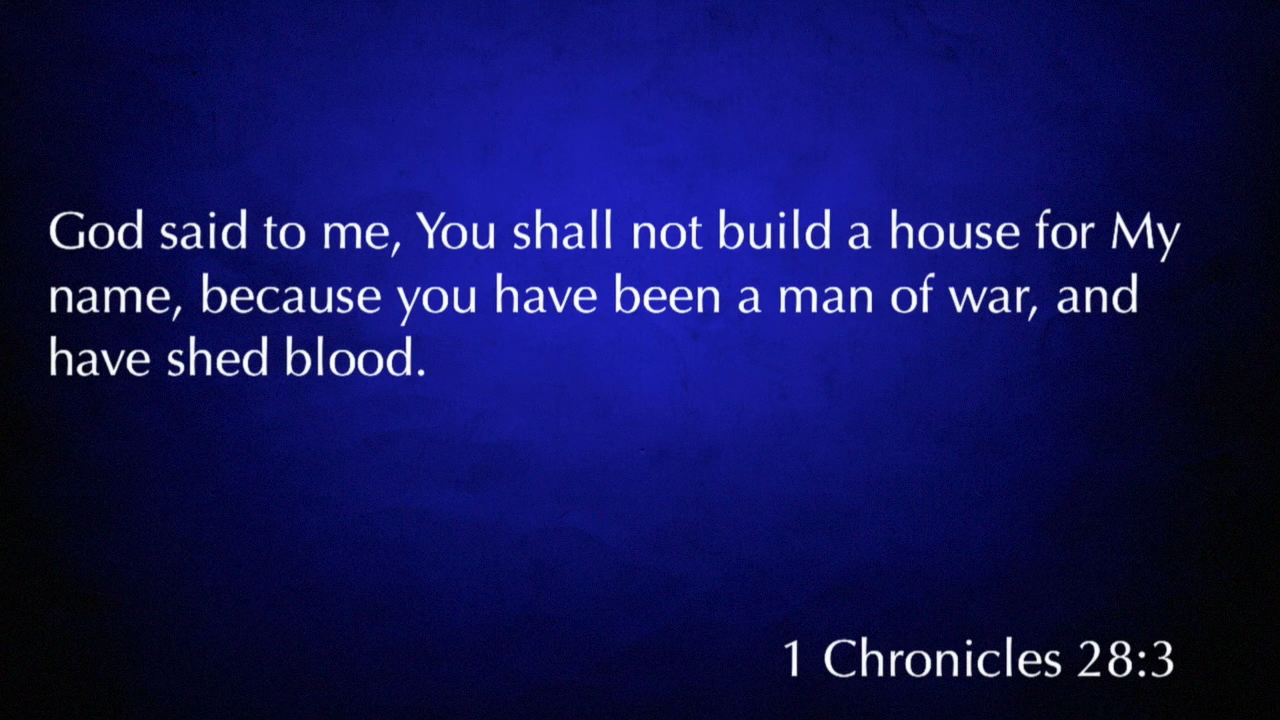 God said to me, You shall not build a house for My
name, because you have been a man of war, and
have shed blood.
1 Chronicles 28:3